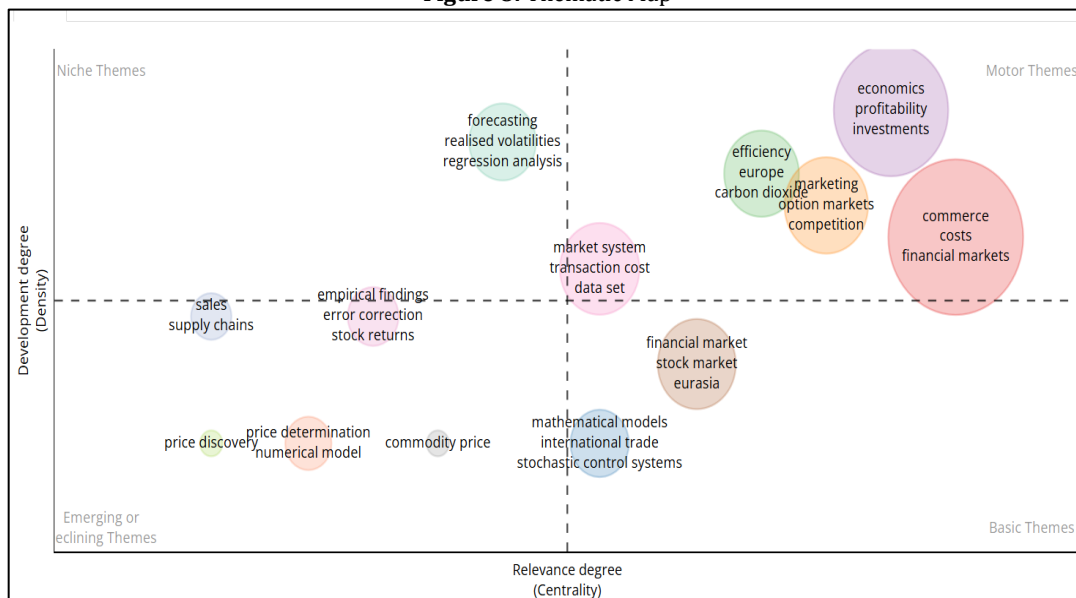 Niche Themes
Motor Themes
economics
profitability
investments
forecasting
realised volatilities
regression analysis
efficiency
europe
carbon dioxide
marketing
option markets
competition
commerce
costs
financial markets
market system
transaction cost
data set
empirical findings
error correction
stock returns
sales
supply chains
financial market
stock market
eurasia
price discovery
price determination
numerical model
commodity price
mathematical models
international trade
stochastic control systems
Emerging or
eclining Themes
Basic Themes
Development degree
(Density)
Relevance degree
(Centrality)